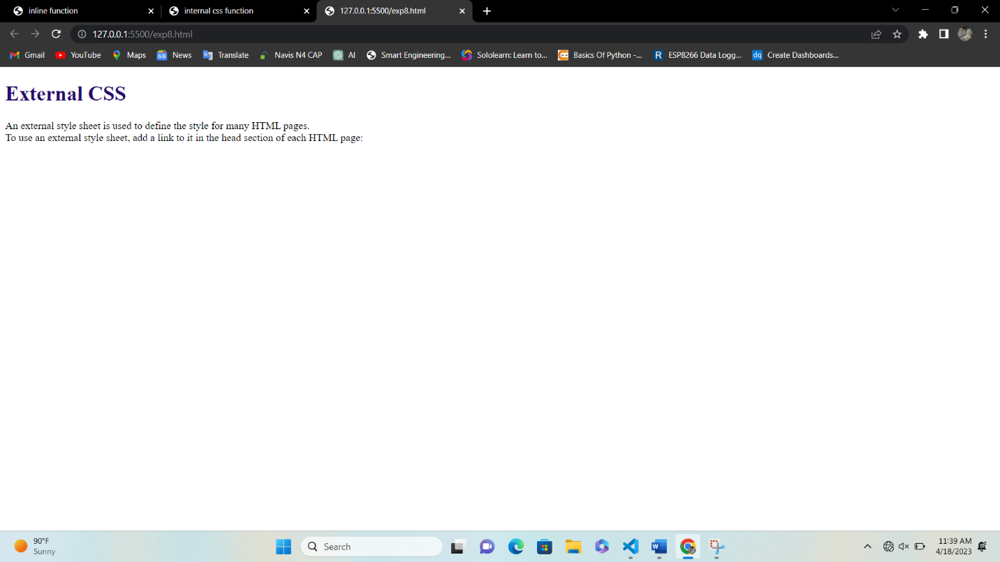 inline function
internal css function
127.0.0.1:5500/exp8.html
127.0.0.1:5500/exp8.html
Gmail YouTube Maps News Translate Navis N4 CAP AI Smart Engineering... Sololearn: Learn to... Basics Of Python -... ESP8266 Data Logg... Create Dashboards...
External CSS
An external style sheet is used to define the style for many HTML pages.
To use an external style sheet, add a link to it in the head section of each HTML page:
90°F
Sunny
Search
11:39 AM
4/18/2023